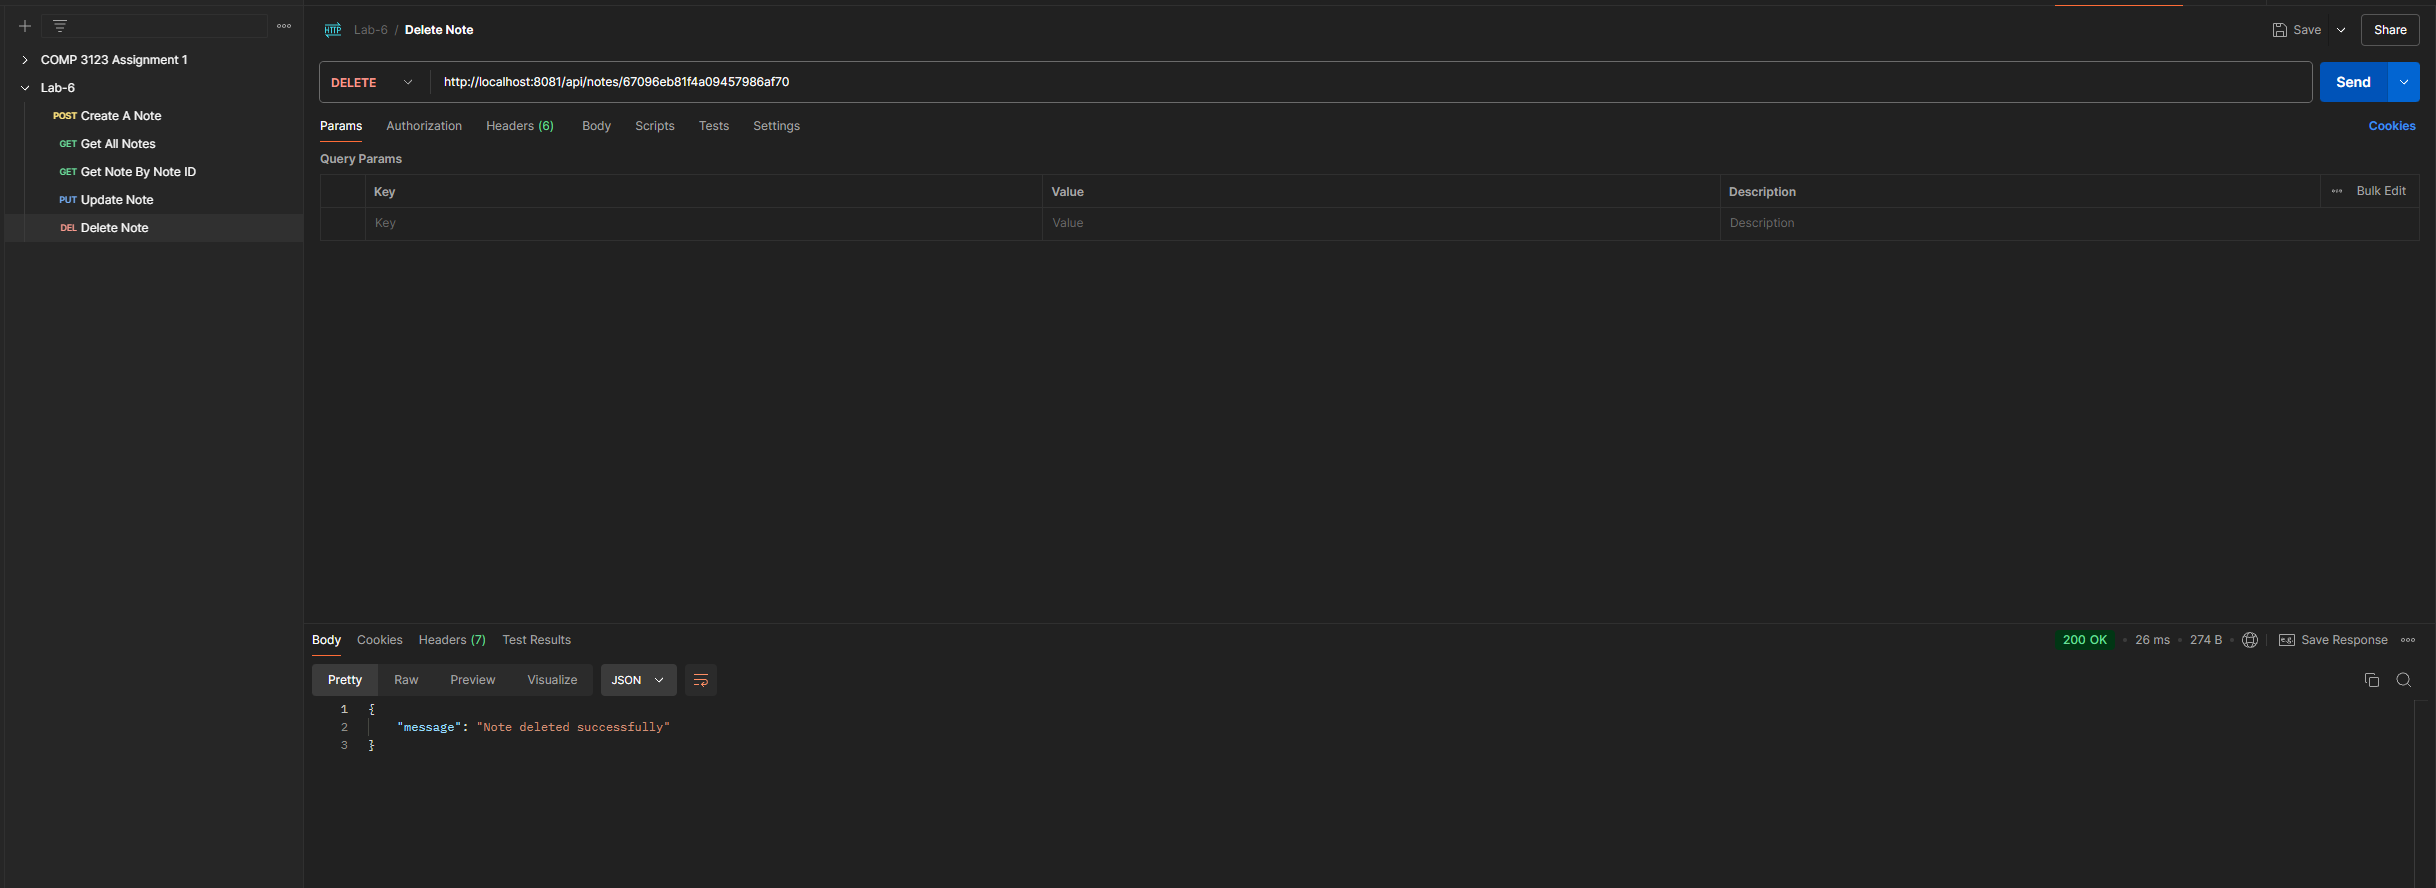 COMP 3123 Assignment 1
Lab-6
POST Create A Note
GET Get All Notes
GET Get Note By Note ID
PUT Update Note
DEL Delete Note
HTTP Lab-6 / Delete Note
Save
Share
DELETE http://localhost:8081/api/notes/67096eb81f4a09457986af70
Send
Params Authorization Headers (6) Body Scripts Tests Settings
Cookies
Query Params
Key Value Description Bulk Edit
Key Value Description
Body Cookies Headers (7) Test Results
200 OK • 26 ms • 274 B • e.g. Save Response
Pretty Raw Preview Visualize JSON
1 {
2 "message": "Note deleted successfully"
3 }